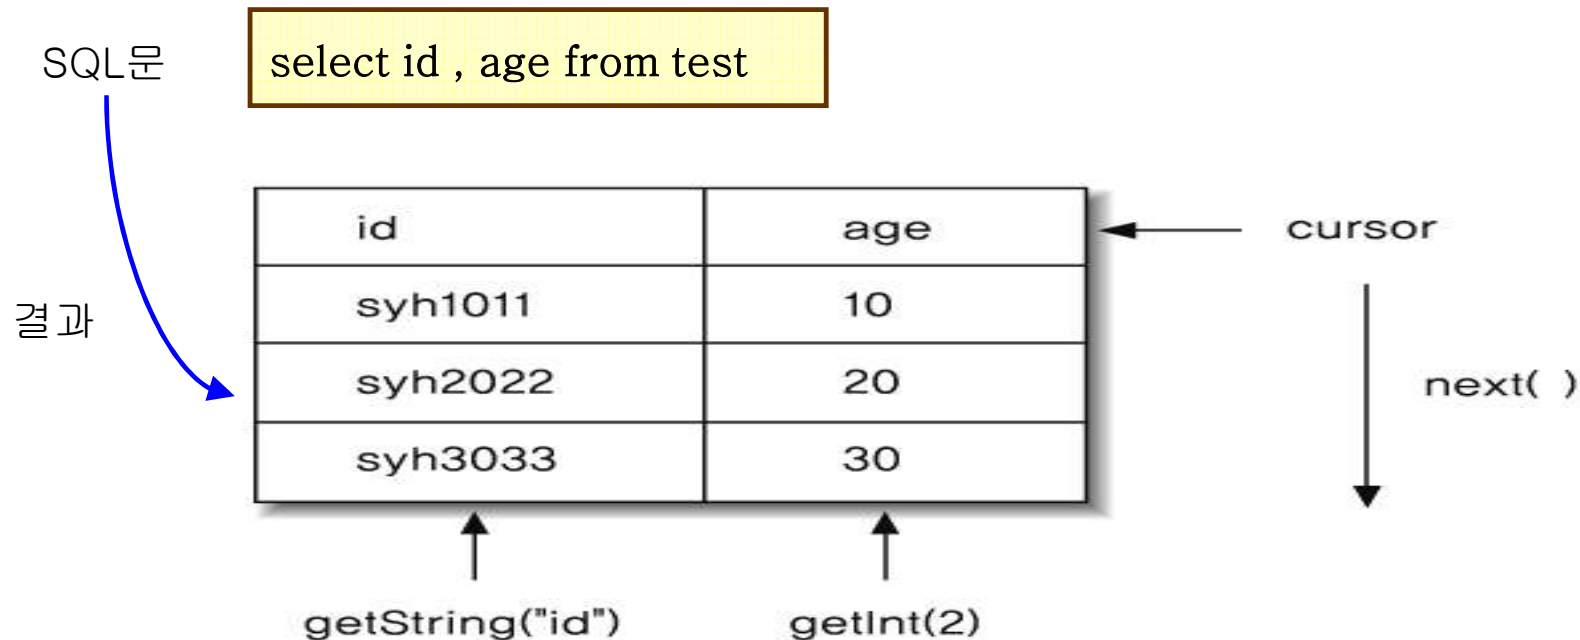 SQL문
select id , age from test
id age cursor
syh1011 10
결과
syh2022 20 next( )
syh3033 30
getString("id") getInt(2)